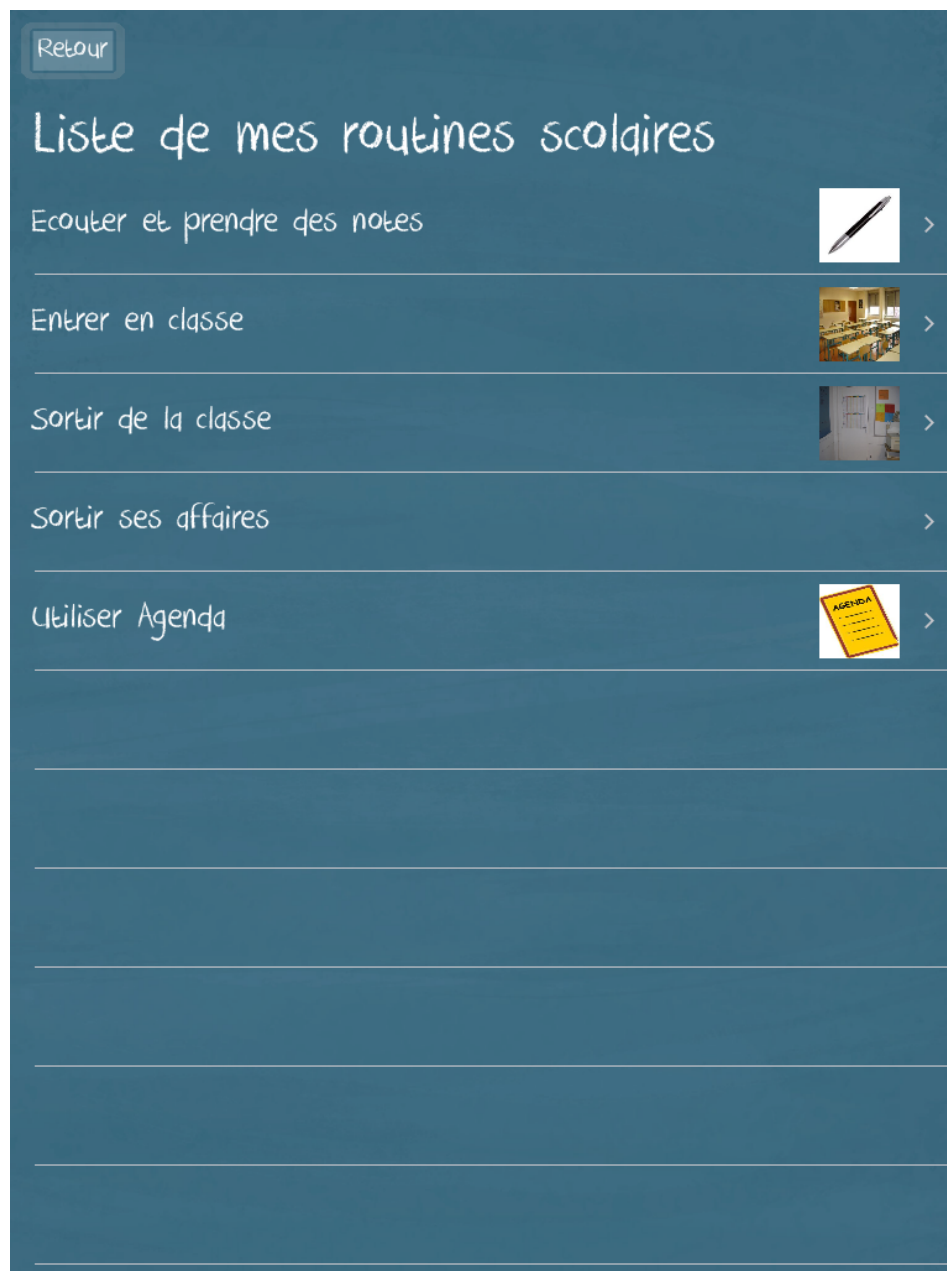 Retour
Liste de mes routines scolaires
Ecouter et prendre des notes
Entrer en classe
Sortir de la classe
Sortir ses affaires
Utiliser Agenda
AGENDA